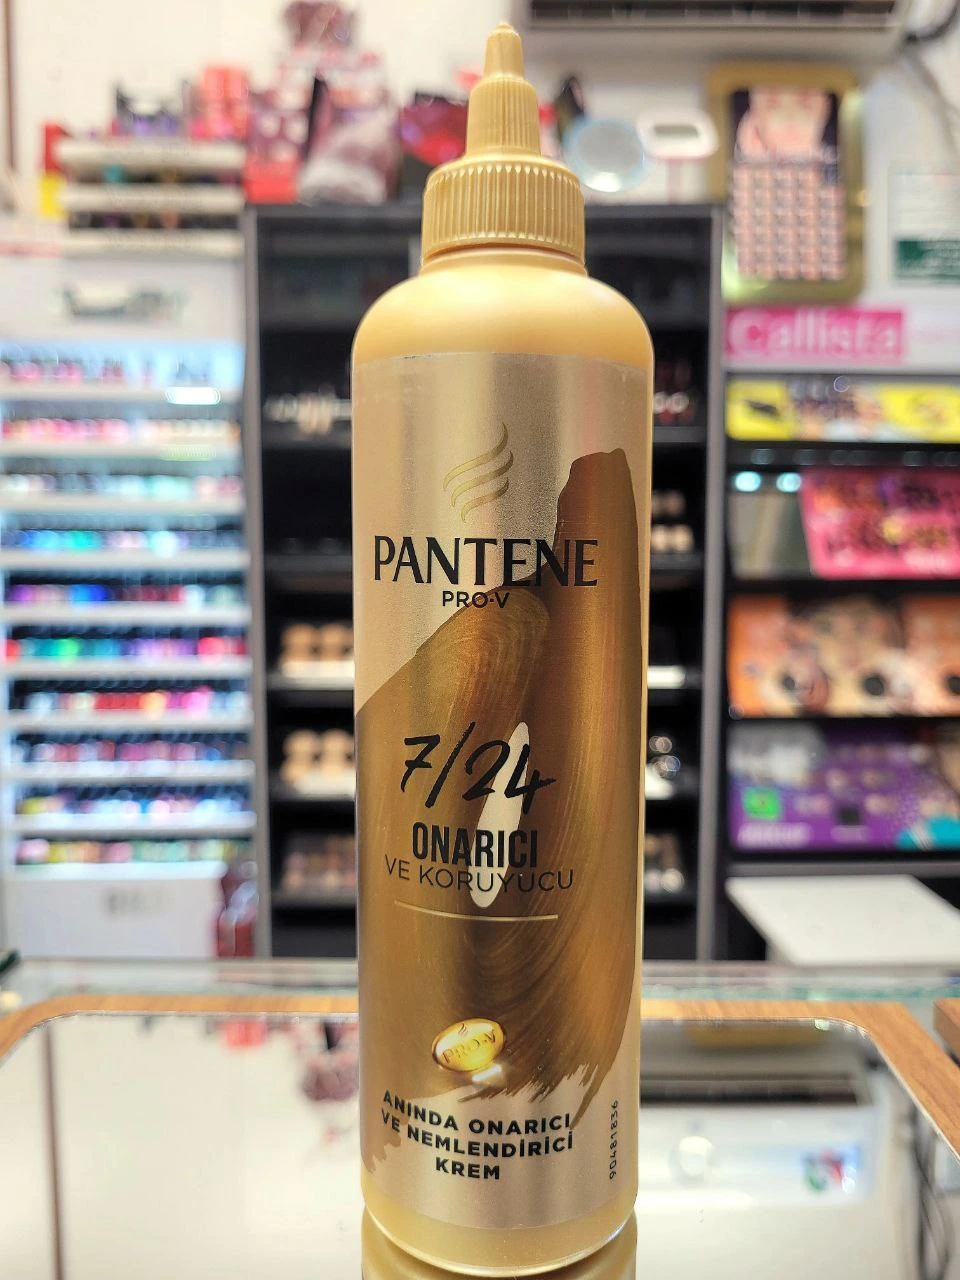 Callista
PANTENE
PRO-V
7/24
ONARICI
VE KORUYUCU
PRO-V
ANINDA ONARICI
VE NEMLENDİRİCİ
KREM
90481836